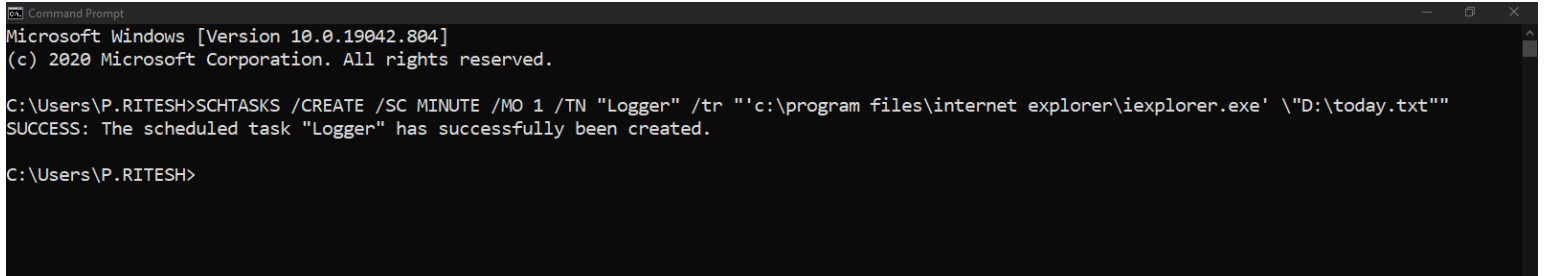 Command Prompt
Microsoft Windows [Version 10.0.19042.804]
(c) 2020 Microsoft Corporation. All rights reserved.
C:\Users\P.RITESH>SCHTASKS /CREATE /SC MINUTE /MO 1 /TN "Logger" /tr "'c:\program files\internet explorer\iexplorer.exe' \"D:\today.txt""
SUCCESS: The scheduled task "Logger" has successfully been created.
C:\Users\P.RITESH>